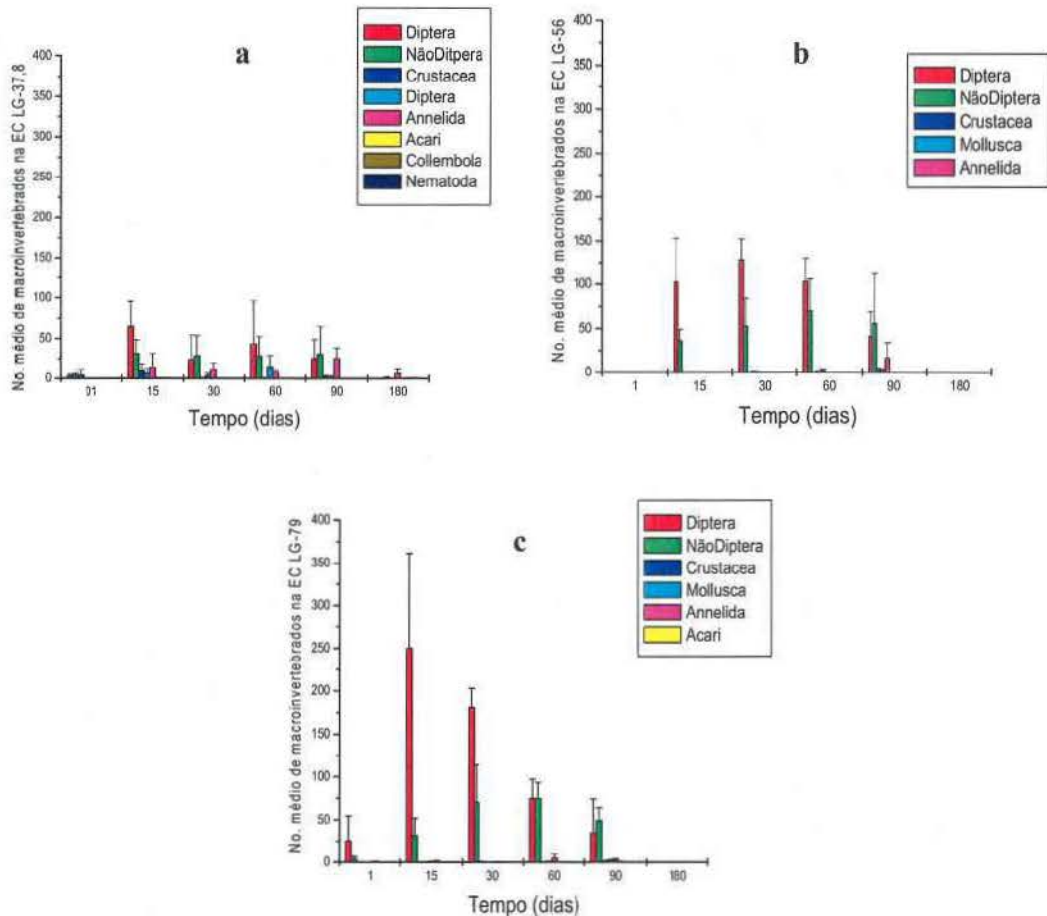 a
No. médio de macroinvertebrados na EC LG-37,8
400
350
300
250
200
150
100
50
0
01
15
30
60
90
180
Tempo (dias)
Diptera
NãoDitpera
Crustacea
Diptera
Annelida
Acari
Collembola
Nematoda
b
No. médio de macroinvertebrados na EC LG-56
400
350
300
250
200
150
100
50
0
1
15
30
60
90
180
Tempo (dias)
Diptera
NãoDiptera
Crustacea
Mollusca
Annelida
c
No. médio de macroinvertebrados na EC LG-79
400
350
300
250
200
150
100
50
0
1
15
30
60
90
180
Tempo (dias)
Diptera
NãoDiptera
Crustacea
Mollusca
Annelida
Acari